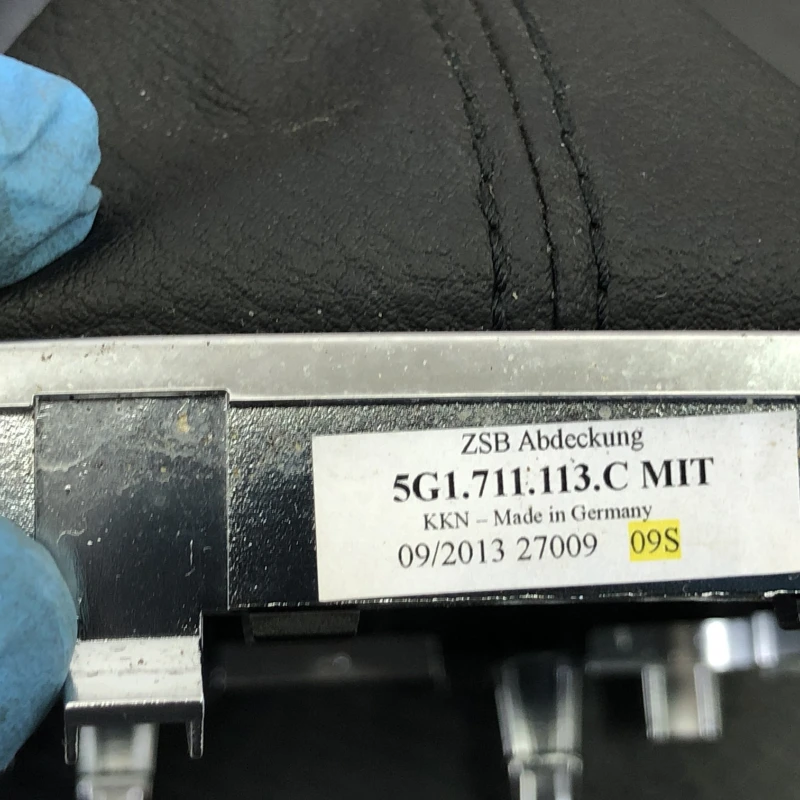 ZSB Abdeckung
5G1.711.113.C MIT
KKN – Made in Germany
09/2013 27009 09S